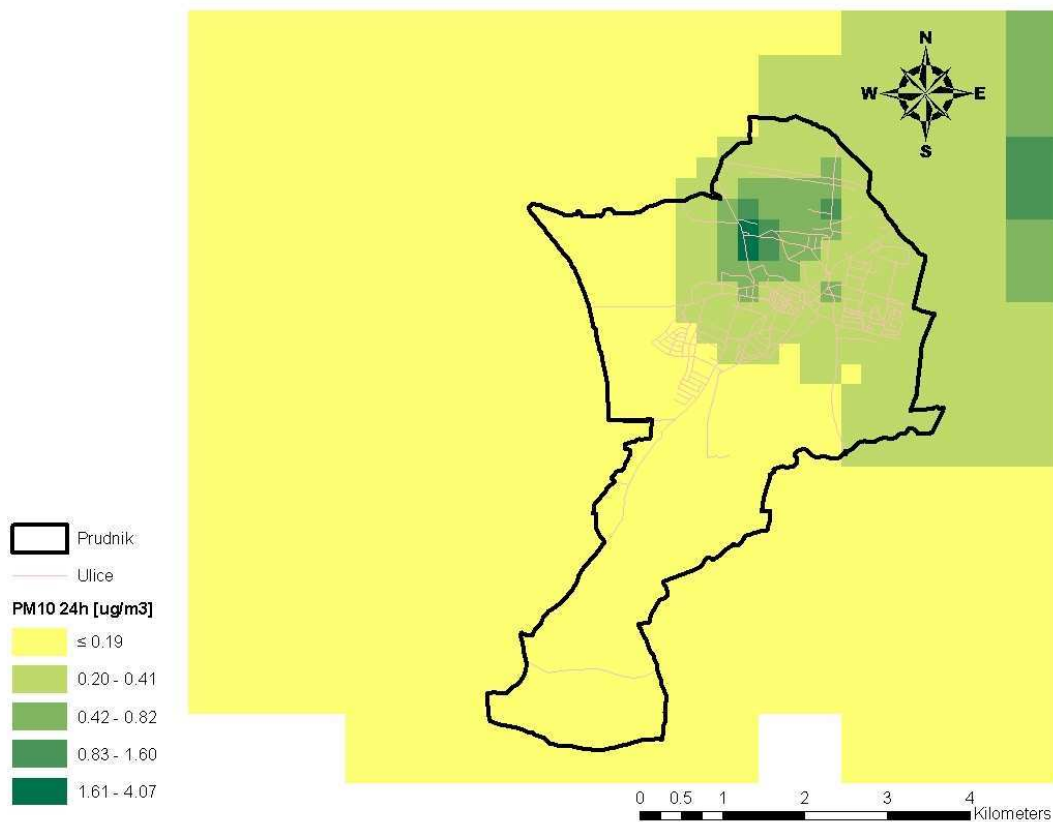 N
W E
S
Prudnik
Ulice
PM10 24h [ug/m3]
≤ 0.19
0.20 - 0.41
0.42 - 0.82
0.83 - 1.60
1.61 - 4.07
0 0.5 1 2 3 4
Kilometers